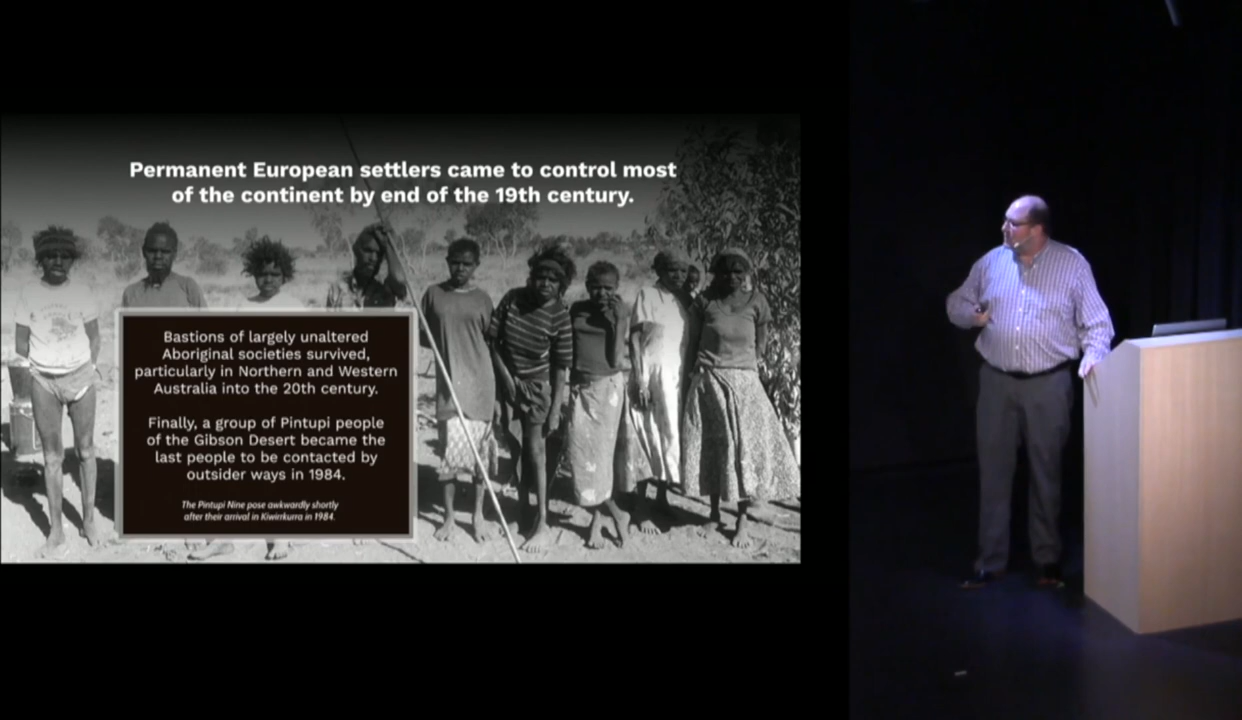 Permanent European settlers came to control most
of the continent by end of the 19th century.
Bastions of largely unaltered
Aboriginal societies survived,
particularly in Northern and Western
Australia into the 20th century.
Finally, a group of Pintupi people
of the Gibson Desert became the
last people to be contacted by
outsider ways in 1984.
The Pintupi Nine pose awkwardly shortly
after their arrival in Kiwirrkurra in 1984.